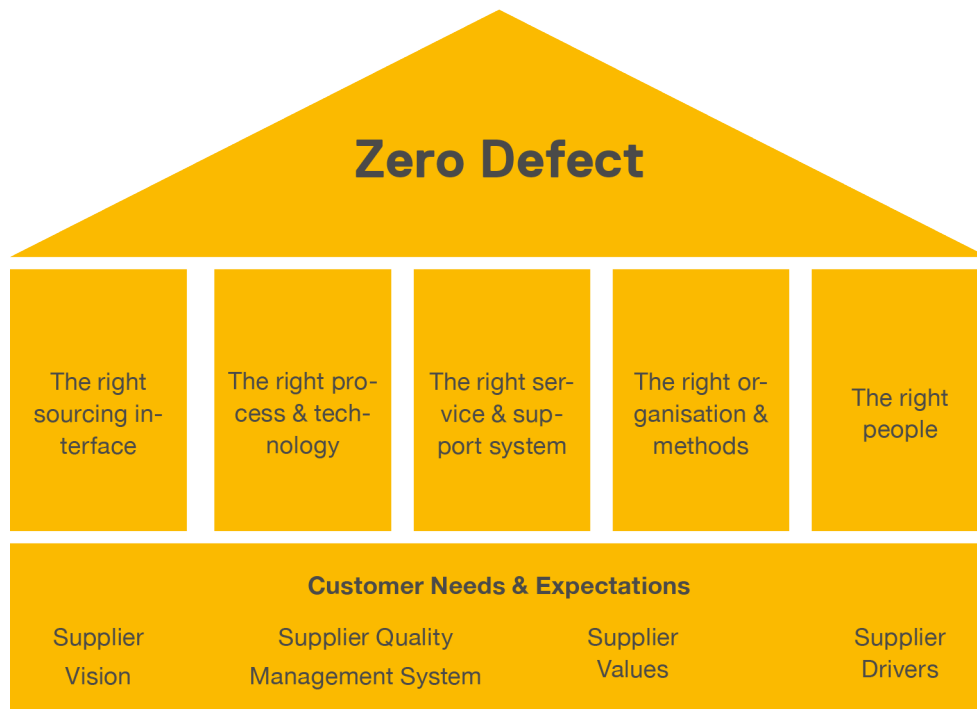 Zero Defect
The right
sourcing in-
terface
The right pro-
cess & tech-
nology
The right ser-
vice & sup-
port system
The right or-
ganisation &
methods
The right
people
Customer Needs & Expectations
Supplier
Vision
Supplier Quality
Management System
Supplier
Values
Supplier
Drivers